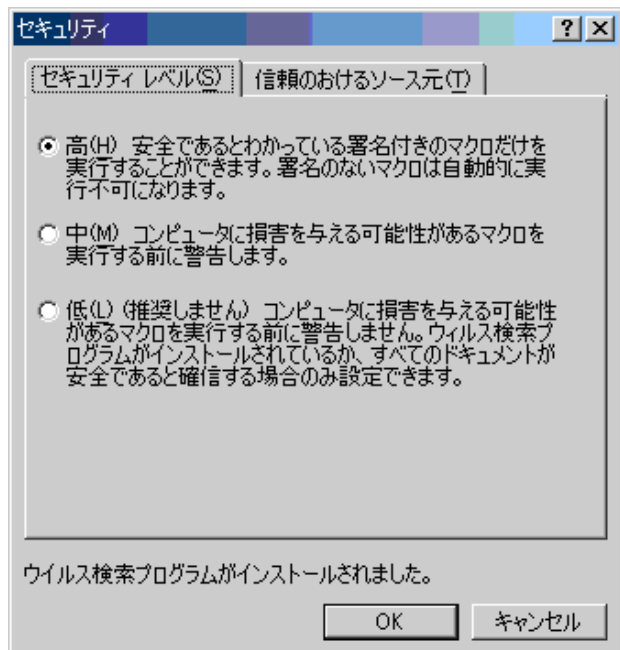 セキュリティ
セキュリティ レベル(S)
信頼のおけるソース元(T)
高(H) 安全であるとわかっている署名付きのマクロだけを
実行することができます。署名のないマクロは自動的に実
行不可になります。
中(M) コンピュータに損害を与える可能性があるマクロを
実行する前に警告します。
低(L) (推奨しません) コンピュータに損害を与える可能性
があるマクロを実行する前に警告しません。ウィルス検索プ
ログラムがインストールされているか、すべてのドキュメントが
安全であると確信する場合のみ設定できます。
ウイルス検索プログラムがインストールされました。
OK
キャンセル